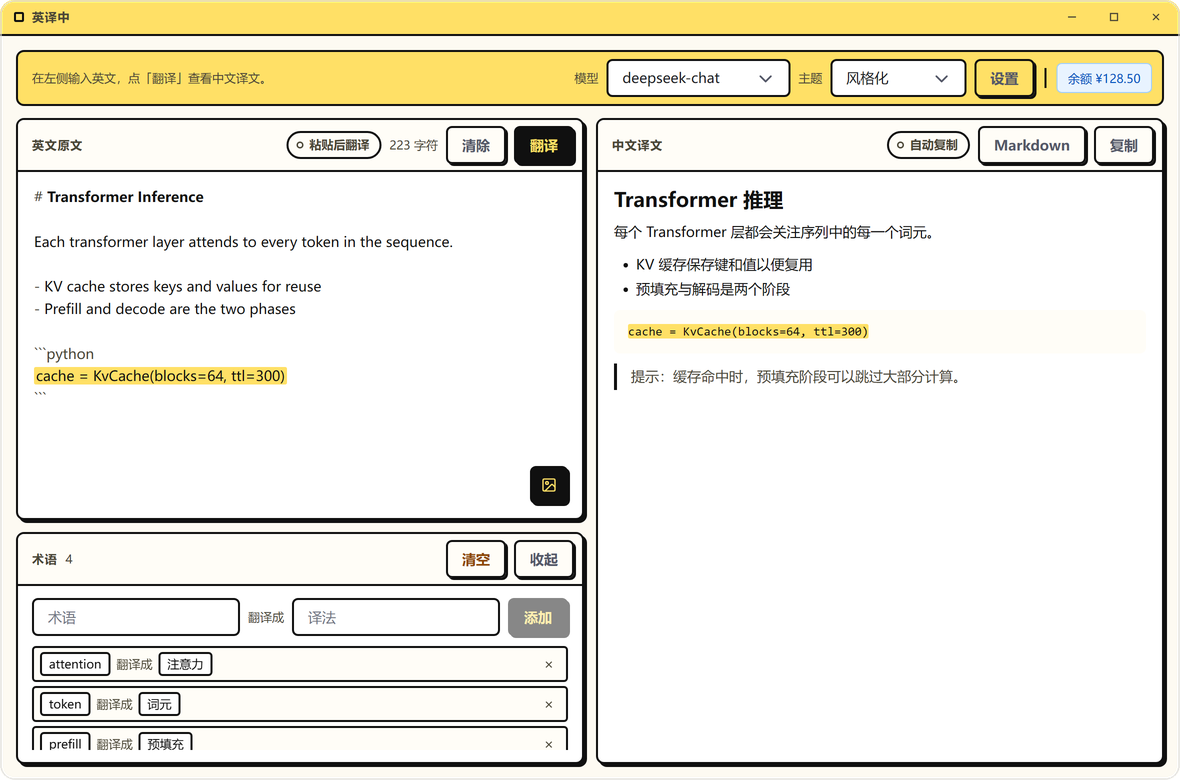 英译中
在左侧输入英文，点「翻译」查看中文译文。
模型
deepseek-chat
主题
风格化
设置
余额 ¥128.50
英文原文
粘贴后翻译
223 字符
清除
翻译
# Transformer Inference
Each transformer layer attends to every token in the sequence.
- KV cache stores keys and values for reuse
- Prefill and decode are the two phases
```python
cache = KvCache(blocks=64, ttl=300)
```
术语 4
清空
收起
术语
翻译成
译法
添加
attention 翻译成 注意力 ×
token 翻译成 词元 ×
prefill 翻译成 预填充 ×
中文译文
自动复制
Markdown
复制
Transformer 推理
每个 Transformer 层都会关注序列中的每一个词元。
• KV 缓存保存键和值以便复用
• 预填充与解码是两个阶段
cache = KvCache(blocks=64, ttl=300)
提示：缓存命中时，预填充阶段可以跳过大部分计算。